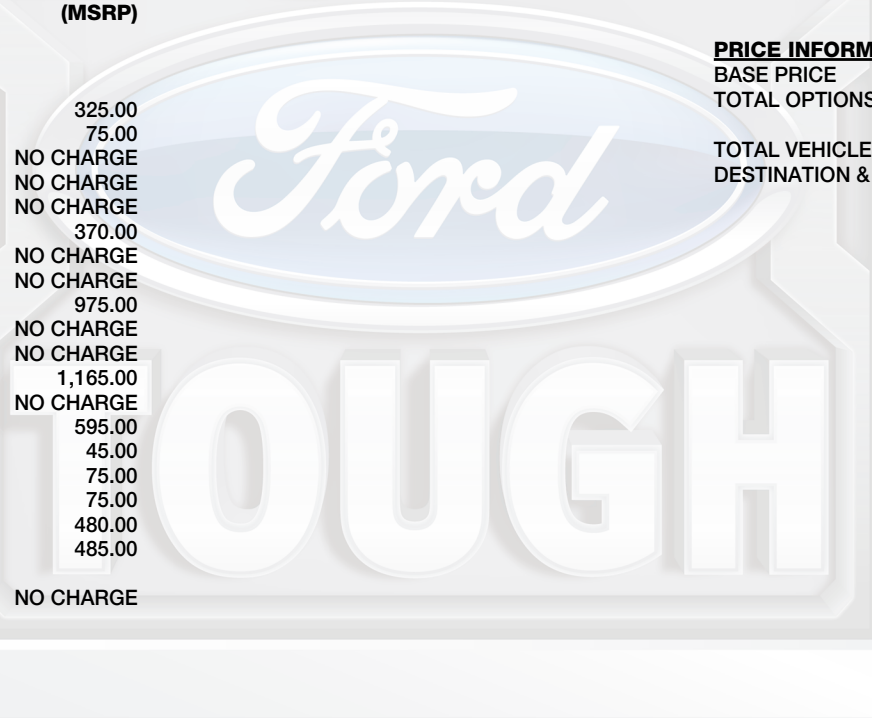 (MSRP)
325.00
75.00
NO CHARGE
NO CHARGE
NO CHARGE
370.00
NO CHARGE
NO CHARGE
975.00
NO CHARGE
NO CHARGE
1,165.00
NO CHARGE
595.00
45.00
75.00
75.00
480.00
485.00
NO CHARGE
PRICE INFORM
BASE PRICE
TOTAL OPTIONS
TOTAL VEHICLE
DESTINATION &
Ford
TOUGH